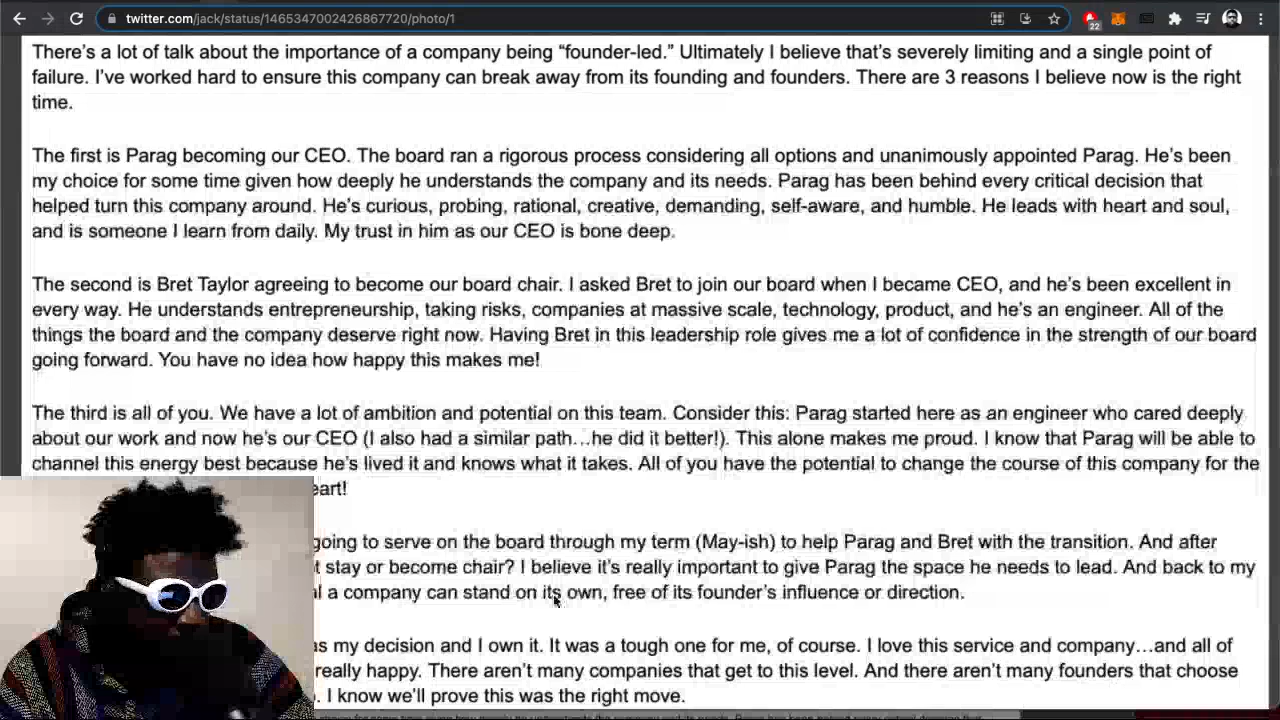 twitter.com/jack/status/1465347002426867720/photo/1
22
There's a lot of talk about the importance of a company being “founder-led.” Ultimately I believe that's severely limiting and a single point of
failure. I've worked hard to ensure this company can break away from its founding and founders. There are 3 reasons I believe now is the right
time.
The first is Parag becoming our CEO. The board ran a rigorous process considering all options and unanimously appointed Parag. He's been
my choice for some time given how deeply he understands the company and its needs. Parag has been behind every critical decision that
helped turn this company around. He's curious, probing, rational, creative, demanding, self-aware, and humble. He leads with heart and soul,
and is someone I learn from daily. My trust in him as our CEO is bone deep.
The second is Bret Taylor agreeing to become our board chair. I asked Bret to join our board when I became CEO, and he's been excellent in
every way. He understands entrepreneurship, taking risks, companies at massive scale, technology, product, and he's an engineer. All of the
things the board and the company deserve right now. Having Bret in this leadership role gives me a lot of confidence in the strength of our board
going forward. You have no idea how happy this makes me!
The third is all of you. We have a lot of ambition and potential on this team. Consider this: Parag started here as an engineer who cared deeply
about our work and now he's our CEO (I also had a similar path…he did it better!). This alone makes me proud. I know that Parag will be able to
channel this energy best because he's lived it and knows what it takes. All of you have the potential to change the course of this company for the
eart!
going to serve on the board through my term (May-ish) to help Parag and Bret with the transition. And after
t stay or become chair? I believe it's really important to give Parag the space he needs to lead. And back to my
a company can stand on its own, free of its founder's influence or direction.
s my decision and I own it. It was a tough one for me, of course. I love this service and company…and all of
really happy. There aren't many companies that get to this level. And there aren't many founders that choose
. I know we'll prove this was the right move.